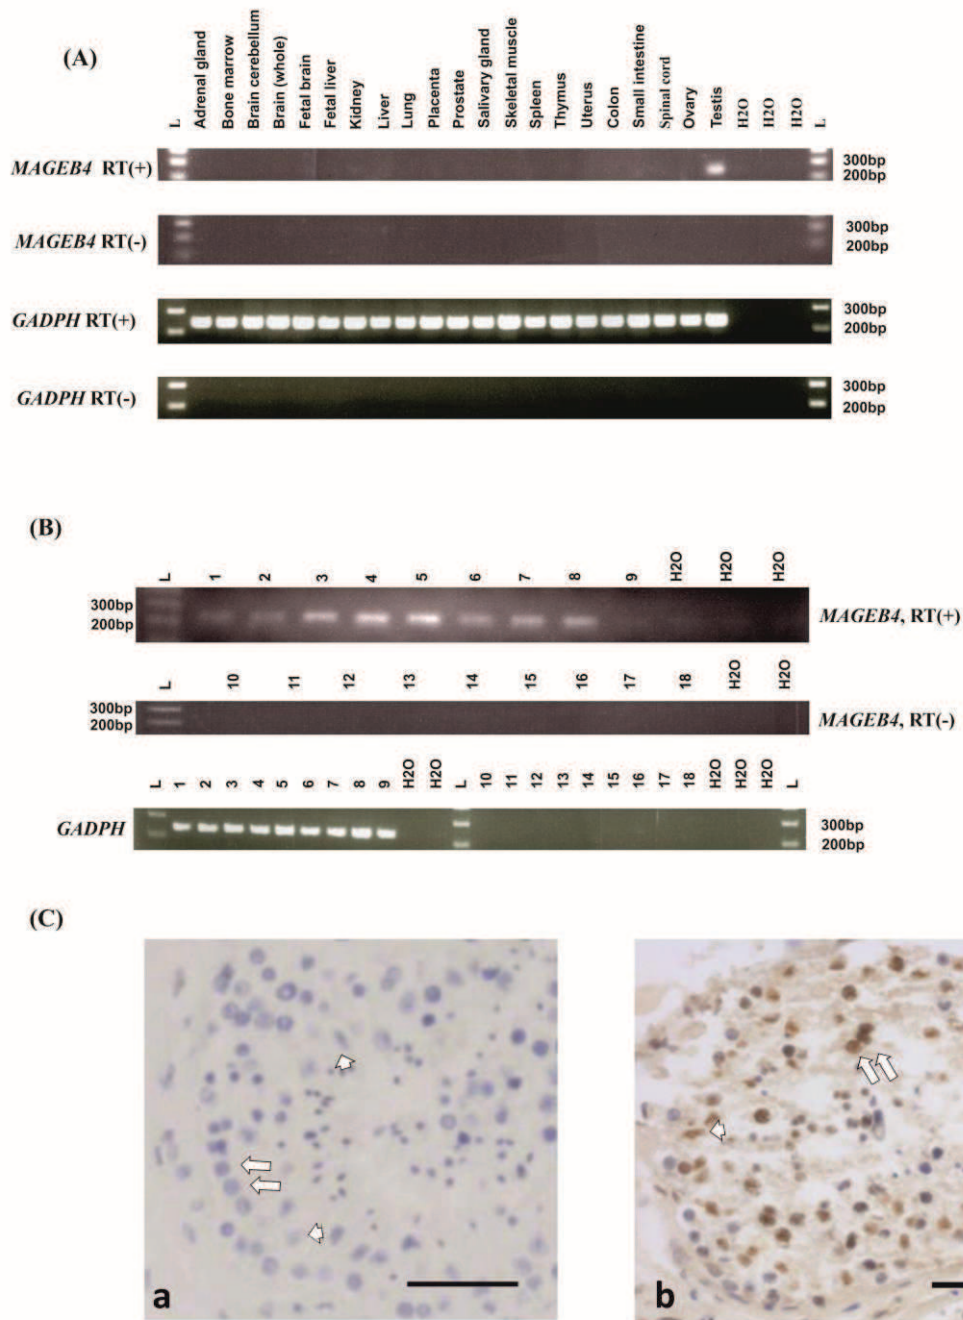 (A)
L
Adrenal gland
Bone marrow
Brain cerebellum
Brain (whole)
Fetal brain
Fetal liver
Kidney
Liver
Lung
Placenta
Prostate
Salivary gland
Skeletal muscle
Spleen
Thymus
Uterus
Colon
Small intestine
Spinal cord
Ovary
Testis
H2O
H2O
H2O
L
MAGEB4 RT(+)
300bp
200bp
MAGEB4 RT(-)
300bp
200bp
GADPH RT(+)
300bp
200bp
GADPH RT(-)
300bp
200bp
(B)
L 1 2 3 4 5 6 7 8 9 H2O H2O H2O
300bp
200bp
MAGEB4, RT(+)
L 10 11 12 13 14 15 16 17 18 H2O H2O
300bp
200bp
MAGEB4, RT(-)
L 1 2 3 4 5 6 7 8 9 H2O H2O L 10 11 12 13 14 15 16 17 18 H2O H2O H2O L
GADPH
300bp
200bp
(C)
a
b